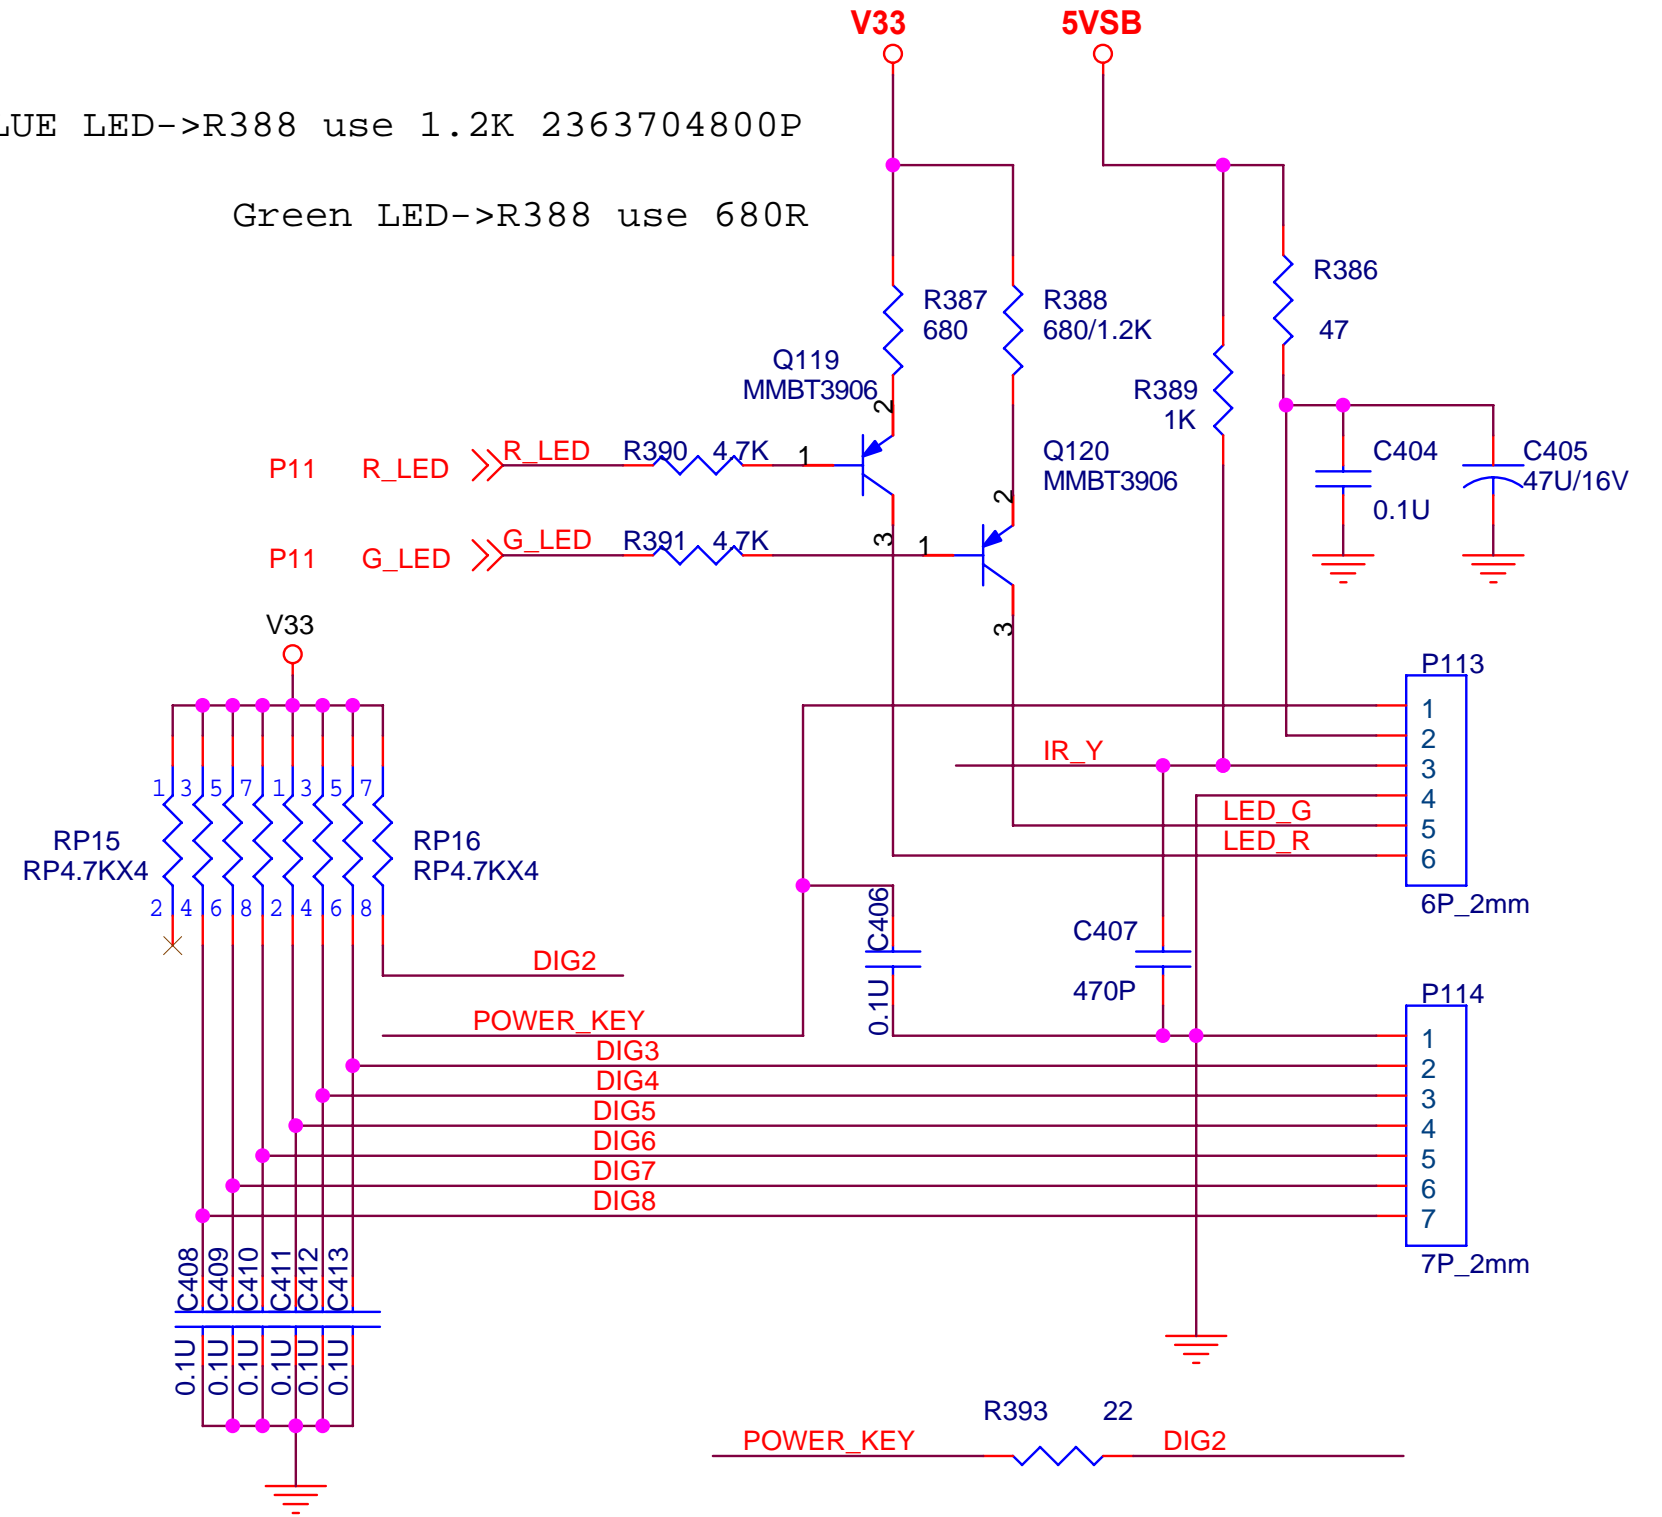 V33
5VSB
LUE LED->R388 use 1.2K 2363704800P
Green LED->R388 use 680R
R386
47
R387
680
R388
680/1.2K
Q119
MMBT3906
R389
1K
2
P11 R_LED
R_LED
R390 4.7K
1
Q120
MMBT3906
C404
0.1U
C405
47U/16V
2
P11 G_LED
G_LED
R391 4.7K
3
1
3
V33
P113
1
2
3
4
5
6
6P_2mm
IR_Y
LED_G
LED_R
1 3 5 7 1 3 5 7
RP15
RP4.7KX4
RP16
RP4.7KX4
2 4 6 8 2 4 6 8
C406
0.1U
C407
470P
DIG2
POWER_KEY
DIG3
DIG4
DIG5
DIG6
DIG7
DIG8
P114
1
2
3
4
5
6
7
7P_2mm
C408
C409
C410
C411
C412
C413
0.1U
0.1U
0.1U
0.1U
0.1U
0.1U
R393 22
POWER_KEY
DIG2